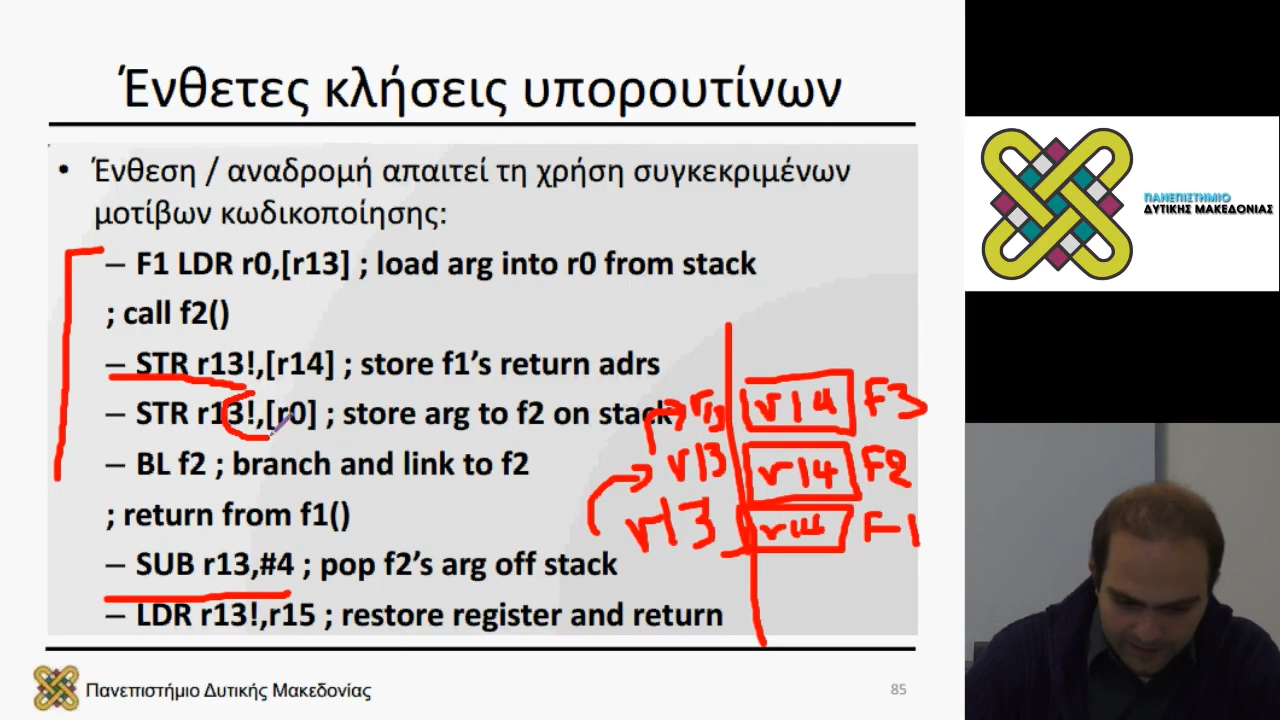 Ένθετες κλήσεις υπορουτίνων
• Ένθεση / αναδρομή απαιτεί τη χρήση συγκεκριμένων
μοτίβων κωδικοποίησης:
– F1 LDR r0,[r13] ; load arg into r0 from stack
; call f2()
– STR r13!,[r14] ; store f1’s return adrs
– STR r13!,[r0] ; store arg to f2 on stack
– BL f2 ; branch and link to f2
; return from f1()
– SUB r13,#4 ; pop f2’s arg off stack
– LDR r13!,r15 ; restore register and return
r13 r14 F3
r13 r14 F2
r13 r14 F1
Πανεπιστήμιο Δυτικής Μακεδονίας
85
ΠΑΝΕΠΙΣΤΗΜΙΟ
ΔΥΤΙΚΗΣ ΜΑΚΕΔΟΝΙΑΣ